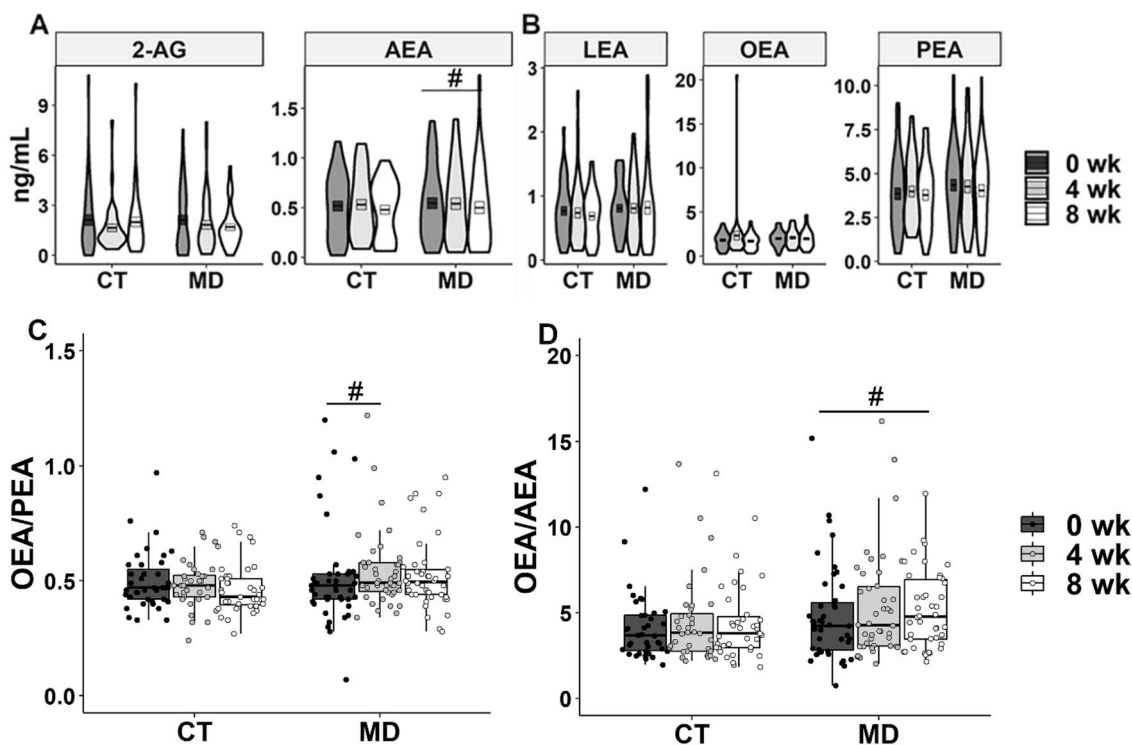 A
B
2-AG
AEA
LEA
OEA
PEA
ng/mL
9
6
3
0
CT
MD
1.5
1.0
0.5
0.0
#
CT
MD
3
2
1
0
CT
MD
20
15
10
5
0
CT
MD
10.0
7.5
5.0
2.5
0.0
CT
MD
0 wk
4 wk
8 wk
C
OEA/PEA
1.5
1.0
0.5
0.0
#
CT
MD
D
OEA/AEA
20
15
10
5
0
#
CT
MD
0 wk
4 wk
8 wk